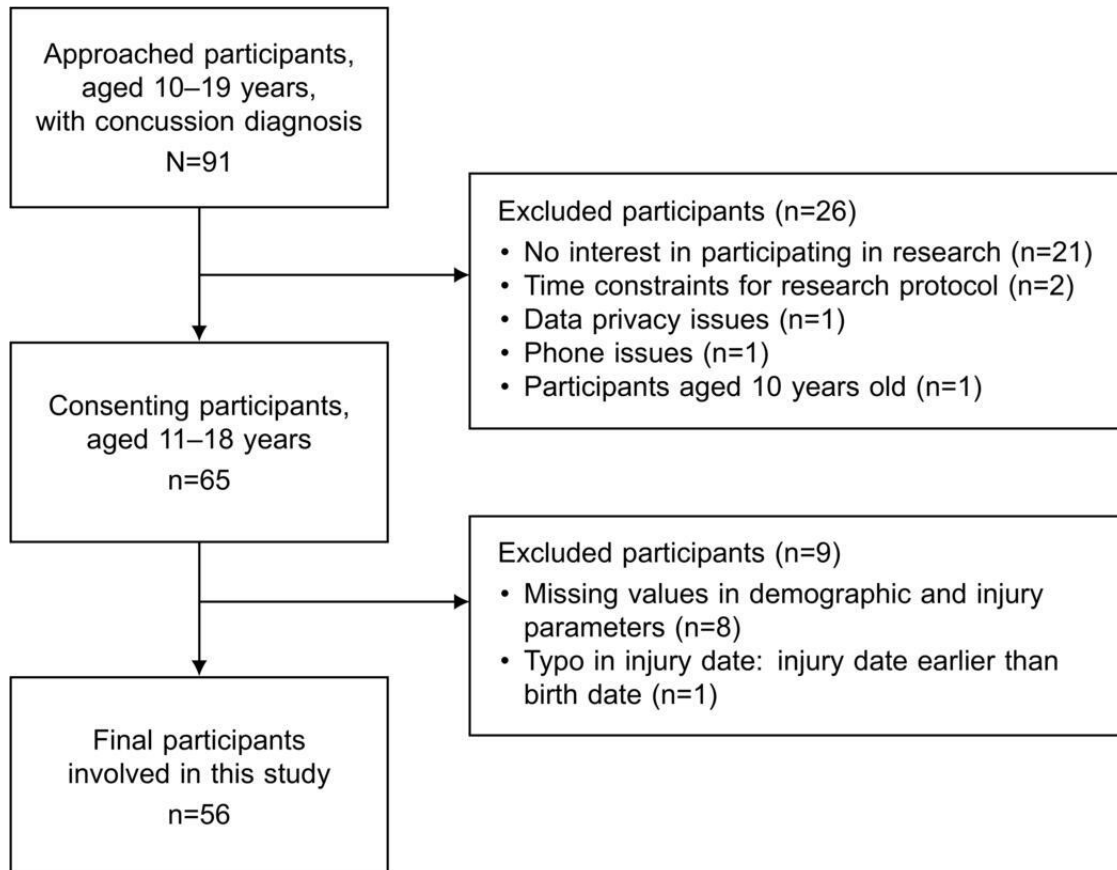 Approached participants,
aged 10–19 years,
with concussion diagnosis
N=91
Excluded participants (n=26)
• No interest in participating in research (n=21)
• Time constraints for research protocol (n=2)
• Data privacy issues (n=1)
• Phone issues (n=1)
• Participants aged 10 years old (n=1)
Consenting participants,
aged 11–18 years
n=65
Excluded participants (n=9)
• Missing values in demographic and injury
parameters (n=8)
• Typo in injury date: injury date earlier than
birth date (n=1)
Final participants
involved in this study
n=56